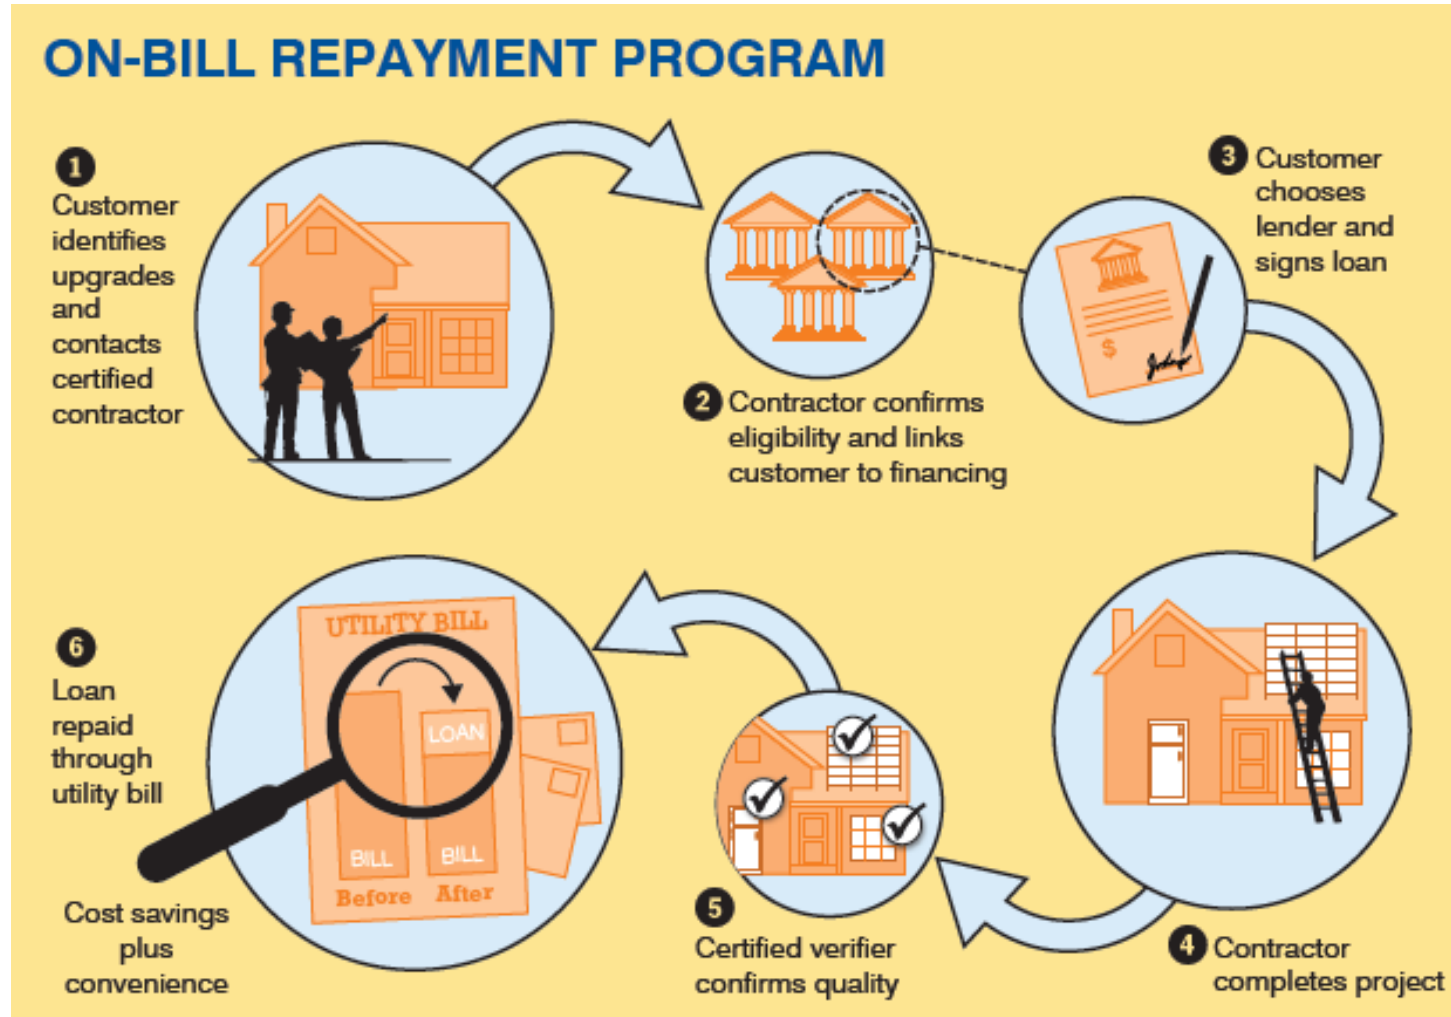 ON-BILL REPAYMENT PROGRAM
1
Customer
identifies
upgrades
and
contacts
certified
contractor
2 Contractor confirms
eligibility and links
customer to financing
3 Customer
chooses
lender and
signs loan
$
4 Contractor
completes project
5
Certified verifier
confirms quality
6
Loan
repaid
through
utility bill
UTILITY BILL
LOAN
BILL
BILL
Before After
Cost savings
plus
convenience